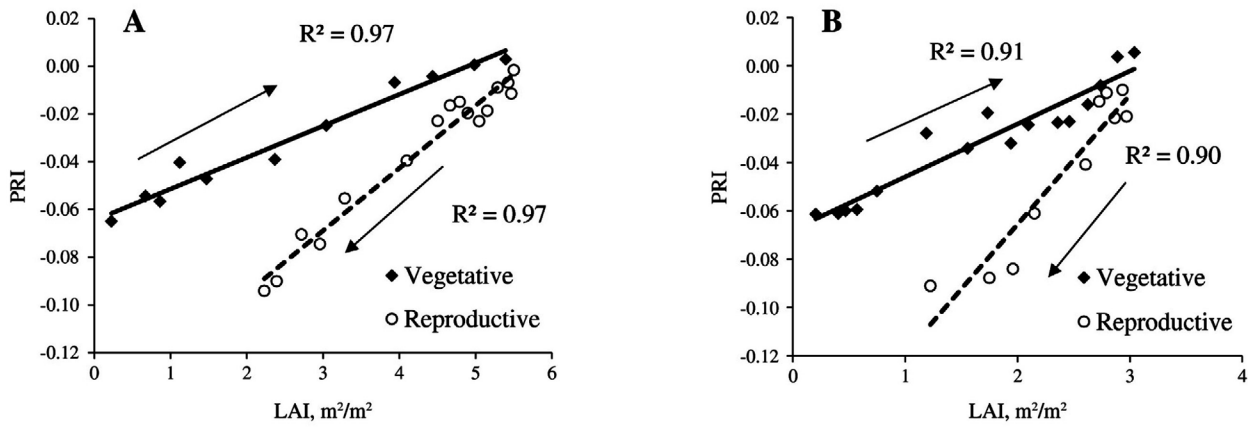 A
R² = 0.97
R² = 0.97
PRI
0.02
0.00
-0.02
-0.04
-0.06
-0.08
-0.10
-0.12
0 1 2 3 4 5 6
LAI, m²/m²
Vegetative
Reproductive
B
R² = 0.91
R² = 0.90
PRI
0.02
0.00
-0.02
-0.04
-0.06
-0.08
-0.10
-0.12
0 1 2 3 4
LAI, m²/m²
Vegetative
Reproductive